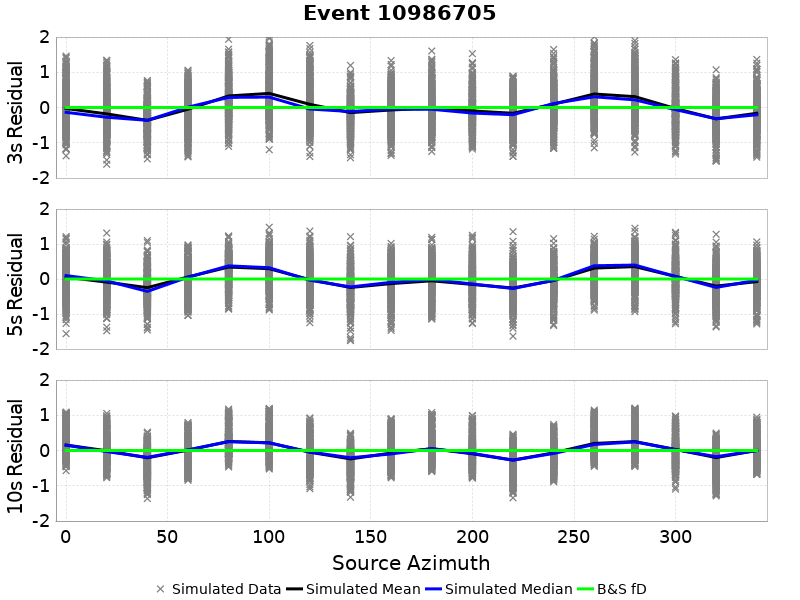 Event 10986705
3s Residual
2
1
0
-1
-2
5s Residual
2
1
0
-1
-2
10s Residual
2
1
0
-1
-2
0 50 100 150 200 250 300
Source Azimuth
Simulated Data Simulated Mean Simulated Median B&S fD